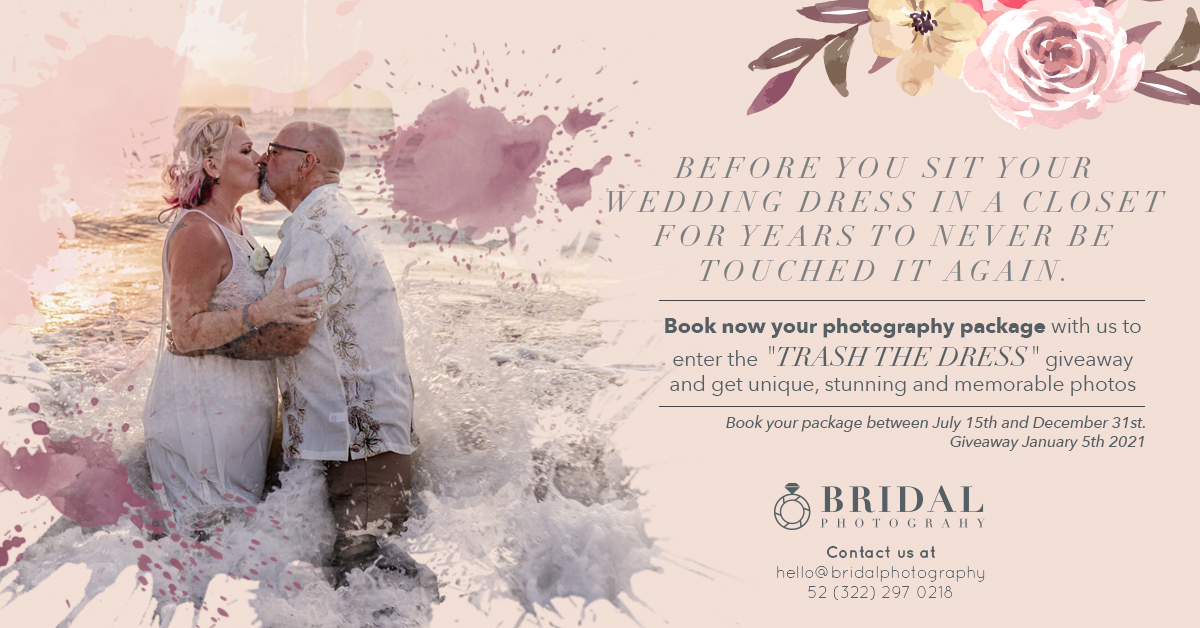 BEFORE YOU SIT YOUR
WEDDING DRESS IN A CLOSET
FOR YEARS TO NEVER BE
TOUCHED IT AGAIN.
Book now your photography package with us to
enter the "TRASH THE DRESS" giveaway
and get unique, stunning and memorable photos
Book your package between July 15th and December 31st.
Giveaway January 5th 2021
BRIDAL
PHOTOGRAHY
Contact us at
hello@bridalphotography
52 (322) 297 0218